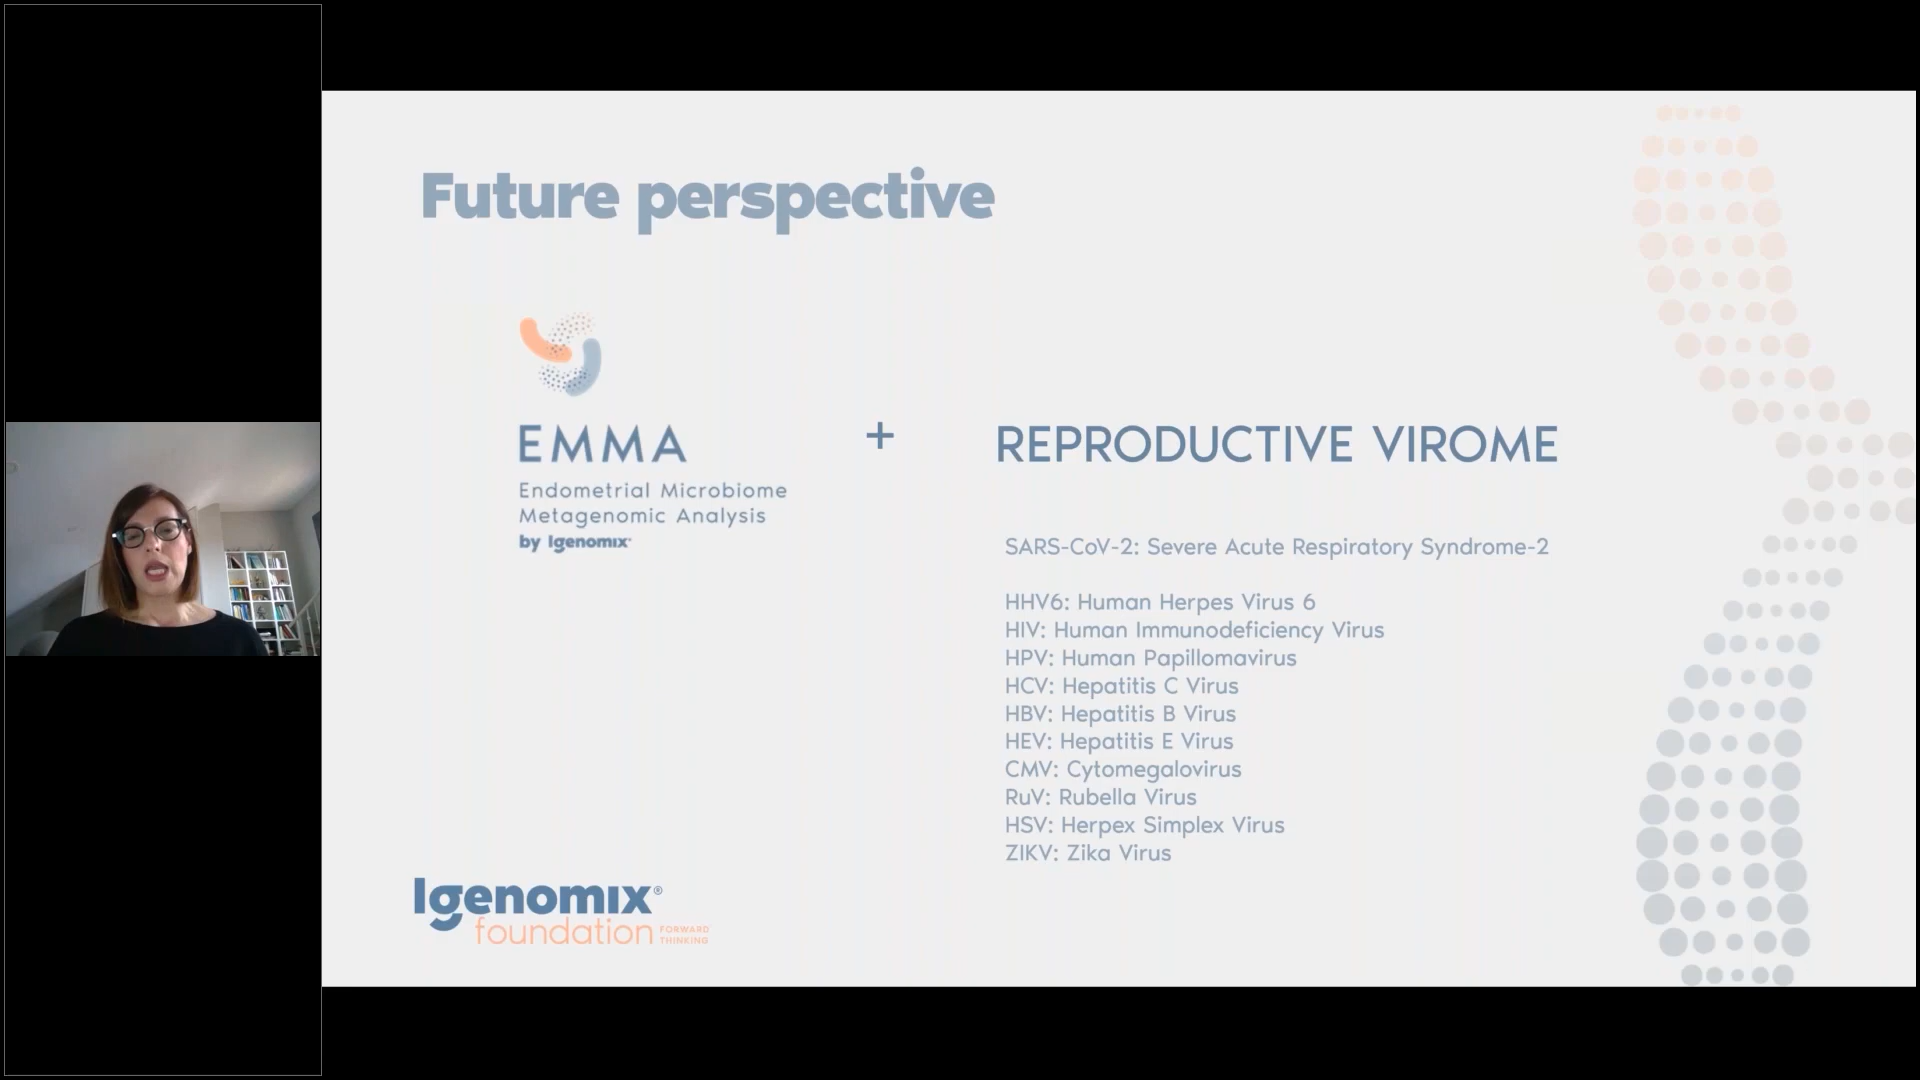 Future perspective
EMMA
Endometrial Microbiome
Metagenomic Analysis
by Igenomix
+
REPRODUCTIVE VIROME
SARS-CoV-2: Severe Acute Respiratory Syndrome-2
HHV6: Human Herpes Virus 6
HIV: Human Immunodeficiency Virus
HPV: Human Papillomavirus
HCV: Hepatitis C Virus
HBV: Hepatitis B Virus
HEV: Hepatitis E Virus
CMV: Cytomegalovirus
RuV: Rubella Virus
HSV: Herpex Simplex Virus
ZIKV: Zika Virus
Igenomix®
foundation FORWARD
THINKING